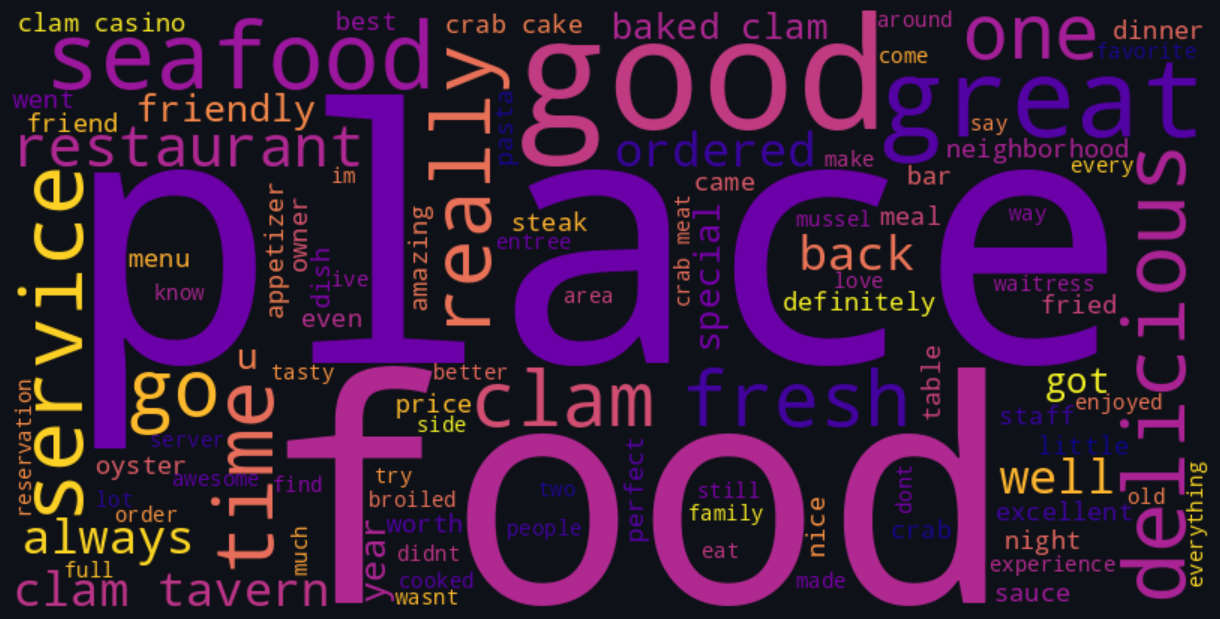 clam casino
best
crab cake
baked clam
around
one
dinner
seafood
really
good
come
favorite
great
went
friendly
place
pasta
friend
say
restaurant
ordered
make
neighborhood
every
service
im
came
bar
delicious
appetizer
owner
amazing
steak
crab meat
special
mussel
meal
way
entree
back
menu
know
dish
ive
area
love
definitely
waitress
fried
even
u
tasty
food
better
clam
fresh
table
got
go
time
price
side
enjoyed
staff
reservation
server
little
oyster
awesome
find
try
perfect
two
still
dont
well
old
everything
lot
order
broiled
worth
people
family
nice
crab
excellent
always
much
year
didnt
eat
night
full
experience
clam tavern
cooked
wasnt
made
sauce